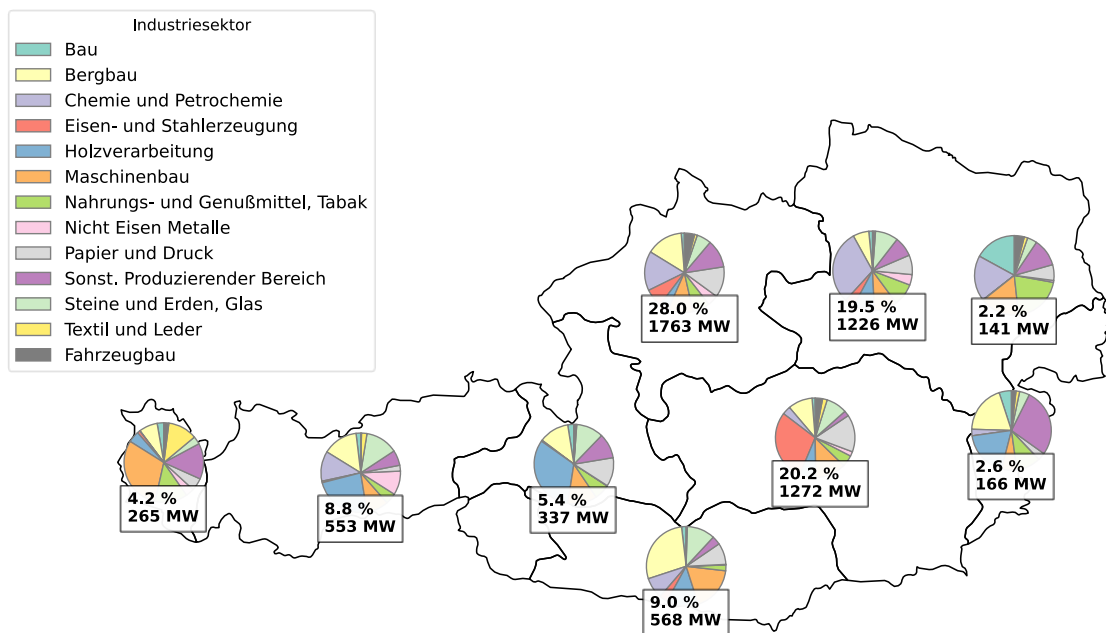 Industriesektor
Bau
Bergbau
Chemie und Petrochemie
Eisen- und Stahlerzeugung
Holzverarbeitung
Maschinenbau
Nahrungs- und Genußmittel, Tabak
Nicht Eisen Metalle
Papier und Druck
Sonst. Produzierender Bereich
Steine und Erden, Glas
Textil und Leder
Fahrzeugbau
28.0 %
1763 MW
19.5 %
1226 MW
2.2 %
141 MW
4.2 %
265 MW
8.8 %
553 MW
5.4 %
337 MW
20.2 %
1272 MW
2.6 %
166 MW
9.0 %
568 MW